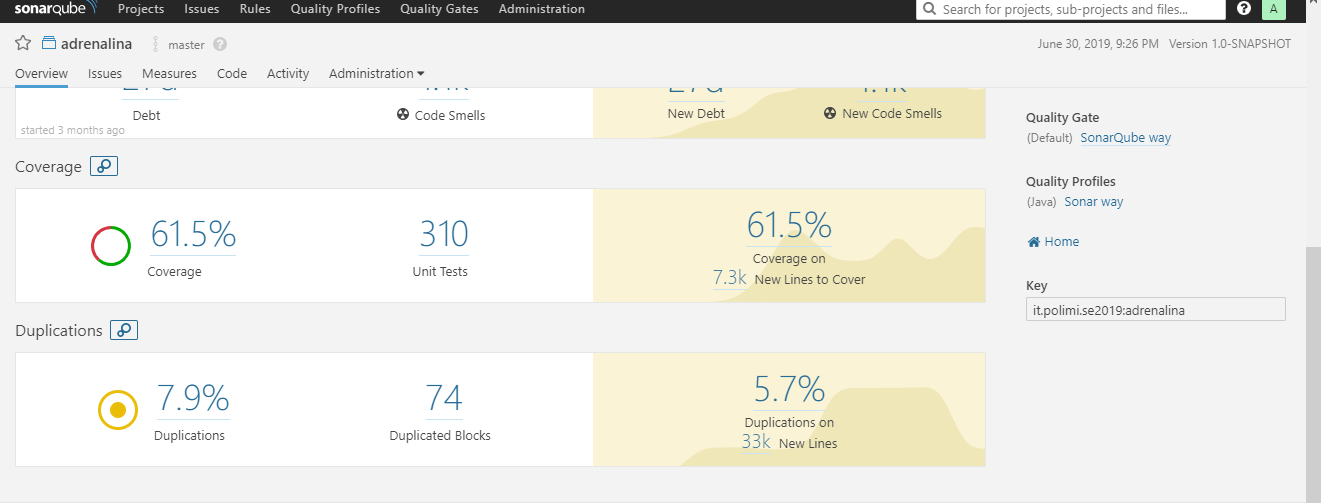 sonarqube Projects Issues Rules Quality Profiles Quality Gates Administration Search for projects, sub-projects and files... ? A
adrenalina master ? June 30, 2019, 9:26 PM Version 1.0-SNAPSHOT
Overview Issues Measures Code Activity Administration
Debt Code Smells New Debt New Code Smells
started 3 months ago
Quality Gate
(Default) SonarQube way
Quality Profiles
(Java) Sonar way
Home
Key
it.polimi.se2019:adrenalina
Coverage
61.5% 310 61.5%
Coverage Unit Tests Coverage on
7.3k New Lines to Cover
Duplications
7.9% 74 5.7%
Duplications Duplicated Blocks Duplications on
33k New Lines